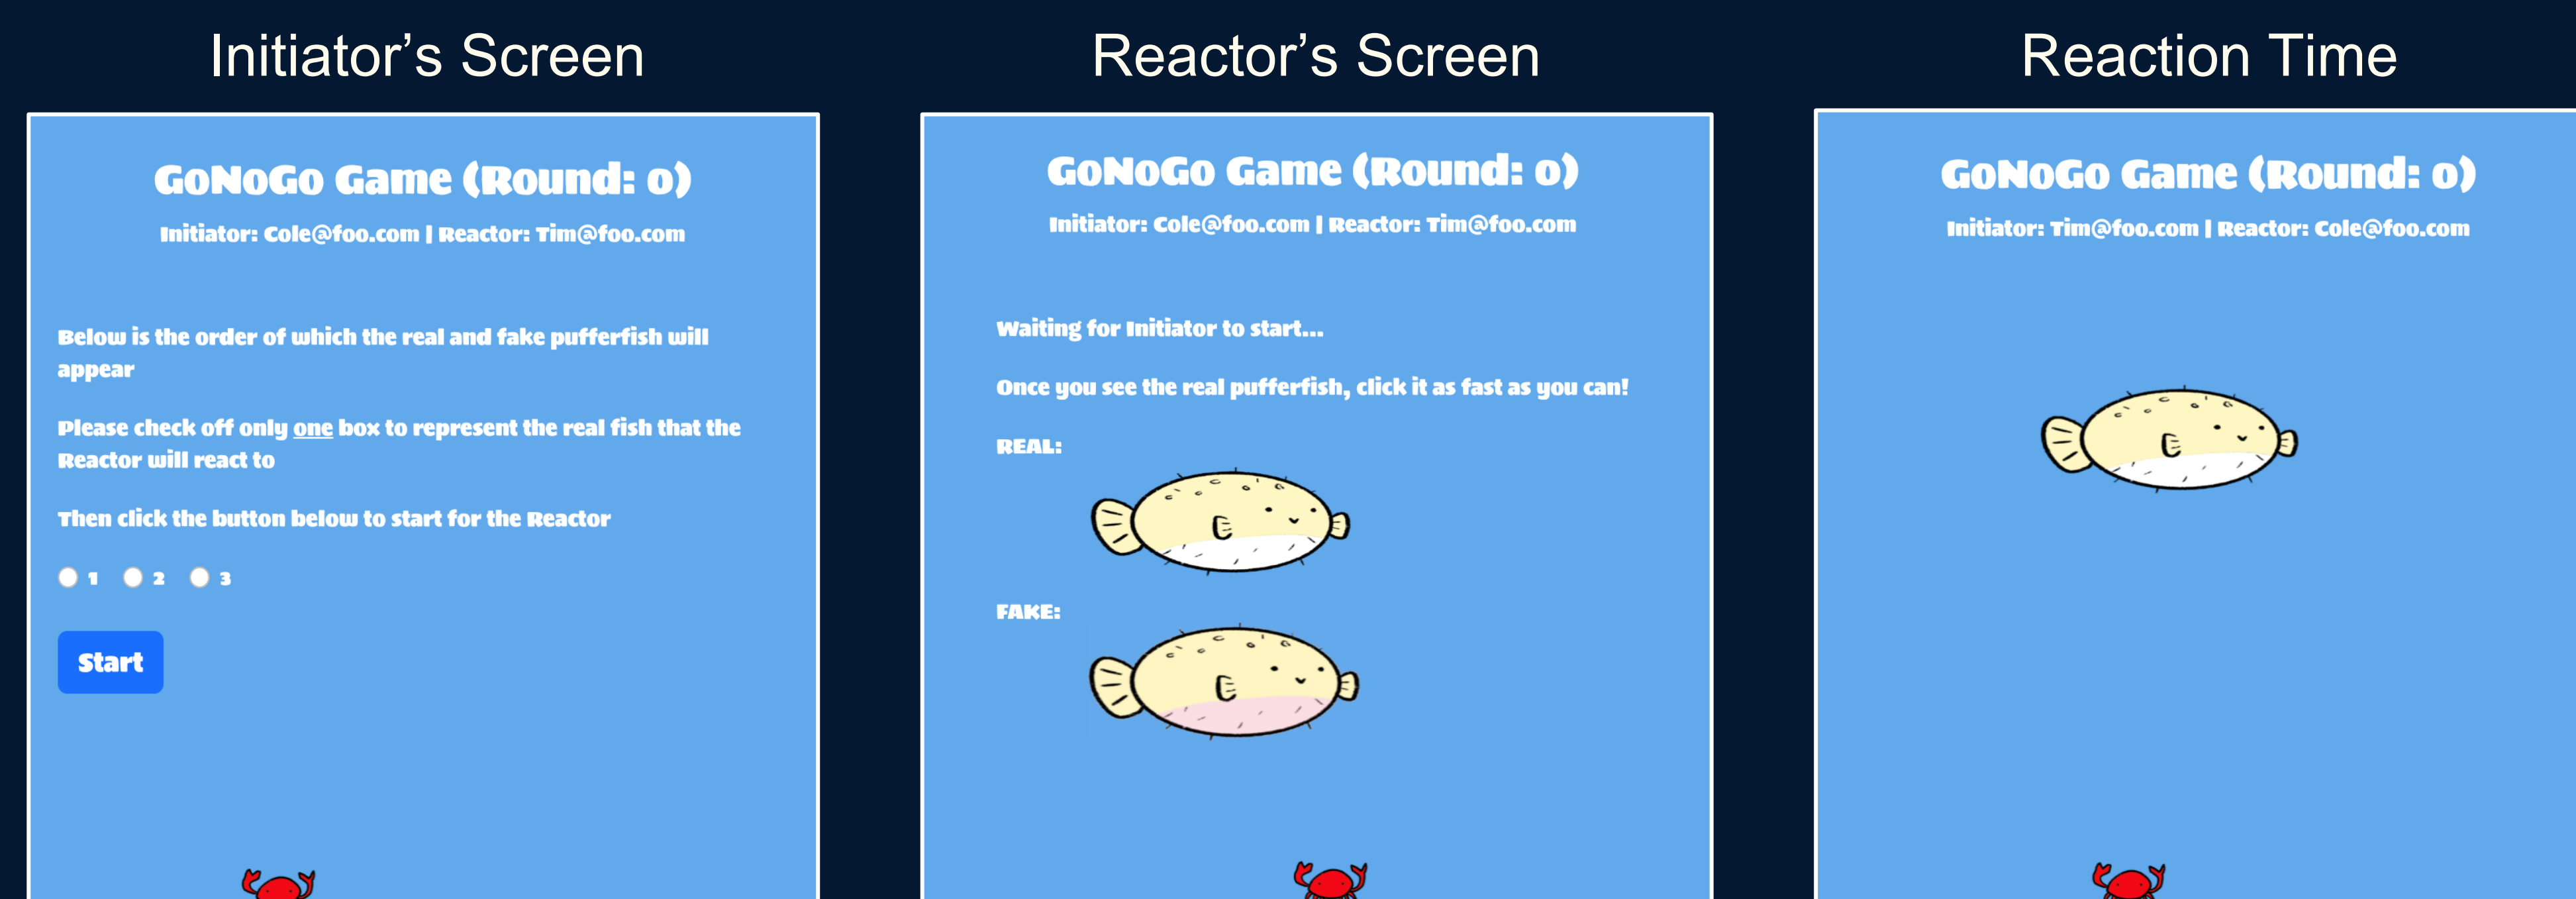 Initiator's Screen
GoNoGo Game (Round: 0)
Initiator: Cole@foo.com | Reactor: Tim@foo.com
Below is the order of which the real and fake pufferfish will
appear
Please check off only one box to represent the real fish that the
Reactor will react to
Then click the button below to start for the Reactor
1 2 3
Start
Reactor's Screen
GoNoGo Game (Round: 0)
Initiator: Cole@foo.com | Reactor: Tim@foo.com
Waiting for Initiator to start...
Once you see the real pufferfish, click it as fast as you can!
REAL:
FAKE:
Reaction Time
GoNoGo Game (Round: 0)
Initiator: Tim@foo.com | Reactor: Cole@foo.com